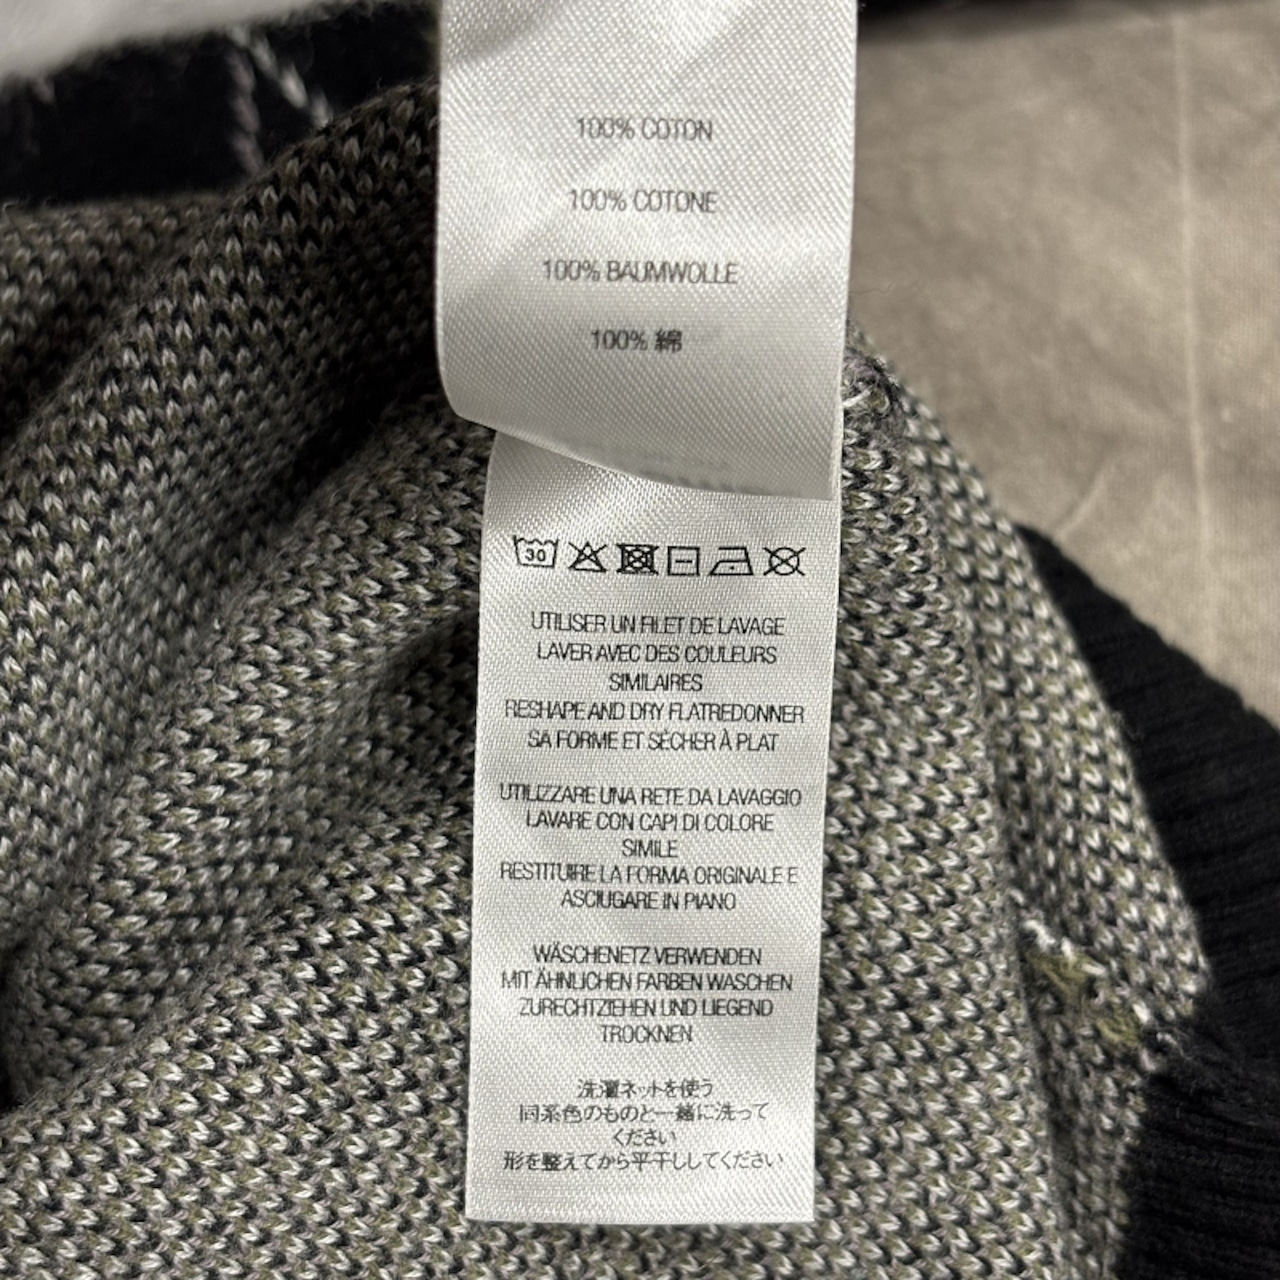 100% COTON
100% COTONE
100% BAUMWOLLE
100% 綿
30
UTILISER UN FILET DE LAVAGE
LAVER AVEC DES COULEURS
SIMILAIRES
RESHAPE AND DRY FLATREDONNER
SA FORME ET SÉCHER À PLAT
UTILIZZARE UNA RETE DA LAVAGGIO
LAVARE CON CAPI DI COLORE
SIMILE
RESTITUIRE LA FORMA ORIGINALE E
ASCIUGARE IN PIANO
WÄSCHENETZ VERWENDEN
MIT ÄHNLICHEN FARBEN WASCHEN
ZURECHTZIEHEN UND LIEGEND
TROCKNEN
洗濯ネットを使う
同系色のものと一緒に洗って
ください
形を整えてから平干ししてください